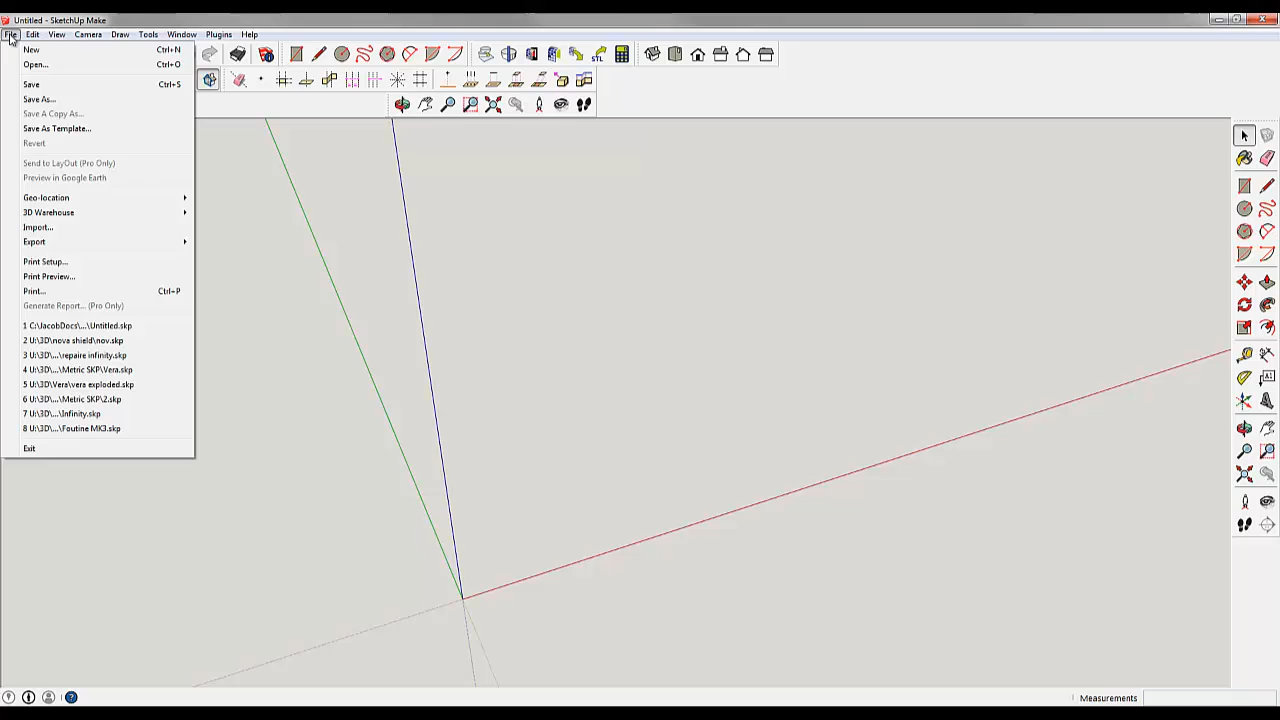 Untitled - SketchUp Make
File Edit View Camera Draw Tools Window Plugins Help
New Ctrl+N
Open... Ctrl+O
Save Ctrl+S
Save As...
Save A Copy As...
Save As Template...
Revert
Send to LayOut (Pro Only)
Preview in Google Earth
Geo-location
3D Warehouse
Import...
Export
Print Setup...
Print Preview...
Print... Ctrl+P
Generate Report... (Pro Only)
1 C:\JacobDocs\...\Untitled.skp
2 U:\3D\nova shield\nov.skp
3 U:\3D\...\repaire infinity.skp
4 U:\3D\...\Metric SKP\Vera.skp
5 U:\3D\Vera\vera exploded.skp
6 U:\3D\...\Metric SKP\2.skp
7 U:\3D\...\Infinity.skp
8 U:\3D\...\Foutine MK3.skp
Exit
STL
A1
Measurements